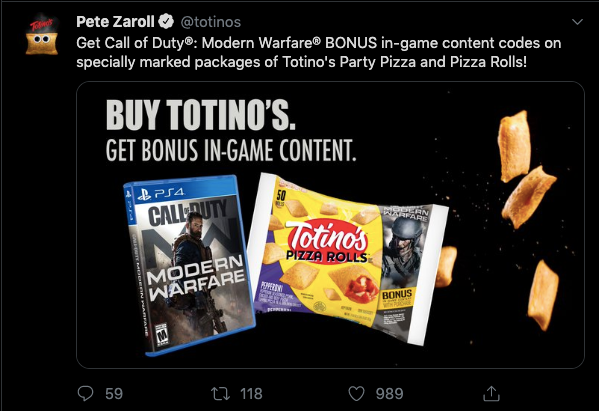 Pete Zaroll @totinos
Get Call of Duty®: Modern Warfare® BONUS in-game content codes on
specially marked packages of Totino's Party Pizza and Pizza Rolls!
BUY TOTINO'S.
GET BONUS IN-GAME CONTENT.
PS4
CALL OF DUTY
MODERN
WARFARE
M
50
Totino's
PIZZA ROLLS
PEPPERONI
MODERN
WARFARE
BONUS
59
118
989